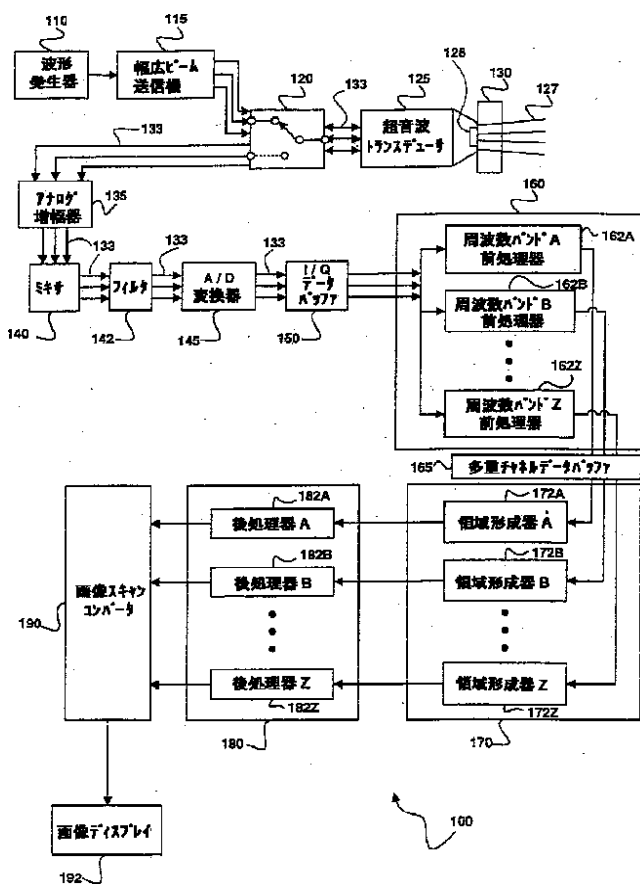 110
波形
発生器
115
幅広ビーム
送信機
120
133
125
超音波
トランスデューサ
128
130
127
133
アナログ
増幅器
135
133
ミキサ
140
133
フィルタ
142
133
A/D
変換器
145
133
I/Q
データ
バッファ
150
160
周波数バンドA
前処理器
162A
周波数バンドB
前処理器
162B
周波数バンドZ
前処理器
162Z
165
多重チャネルデータバッファ
172A
領域形成器A
172B
領域形成器B
領域形成器Z
172Z
170
182A
後処理器A
182B
後処理器B
後処理器Z
182Z
180
画像スキャン
コンバータ
190
画像ディスプレイ
192
100